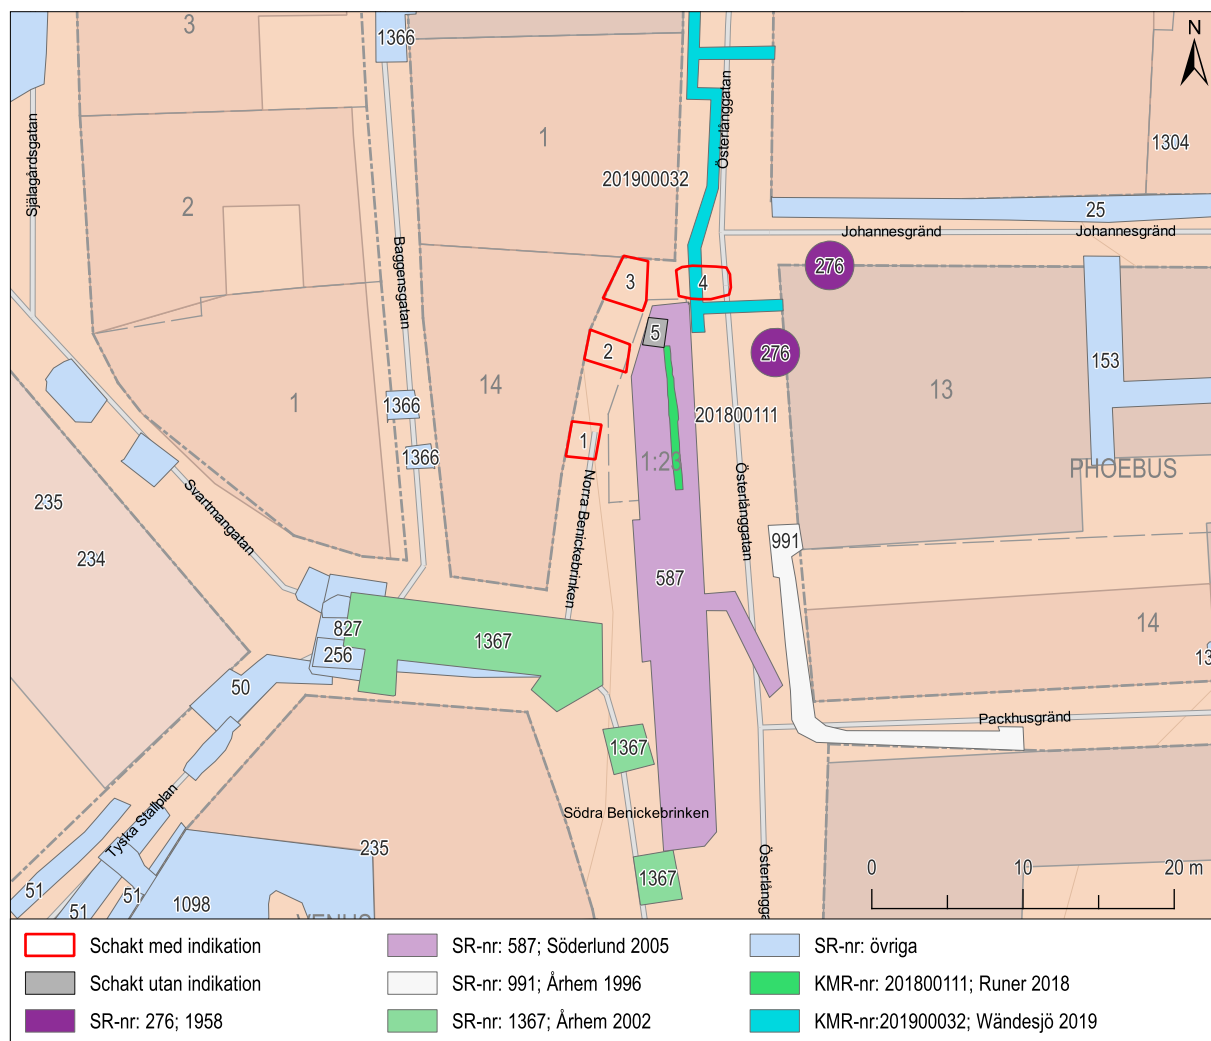 3
1366
N
Själagårdsgatan
Österlånggatan
1
1304
201900032
2
25
Johannesgränd
Johannesgränd
Baggensgatan
276
3
4
5
2
276
153
14
13
1
1366
201800111
1
1:23
1366
PHOEBUS
235
Österlånggatan
Norra Benickebrinken
Svartmangatan
234
991
587
14
827
1367
256
13
50
Packhusgränd
1367
Södra Benickebrinken
Tyska Stallplan
235
Österlångga
0 10 20 m
1367
51
51
51
1098
VENUS
Schakt med indikation
Schakt utan indikation
SR-nr: 276; 1958
SR-nr: 587; Söderlund 2005
SR-nr: 991; Århem 1996
SR-nr: 1367; Århem 2002
SR-nr: övriga
KMR-nr: 201800111; Runer 2018
KMR-nr:201900032; Wändesjö 2019